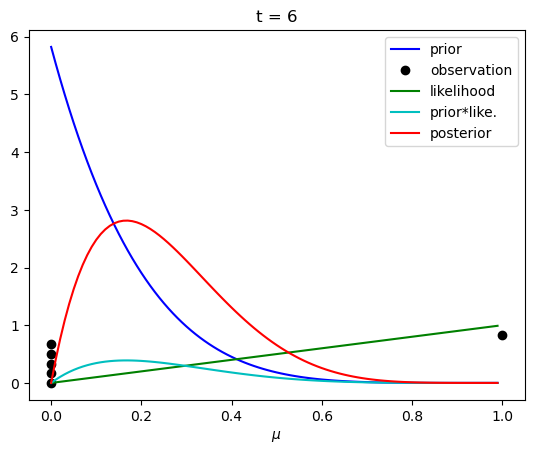 t = 6
prior
observation
likelihood
prior*like.
posterior
6
5
4
3
2
1
0
0.0
0.2
0.4
0.6
0.8
1.0
μ